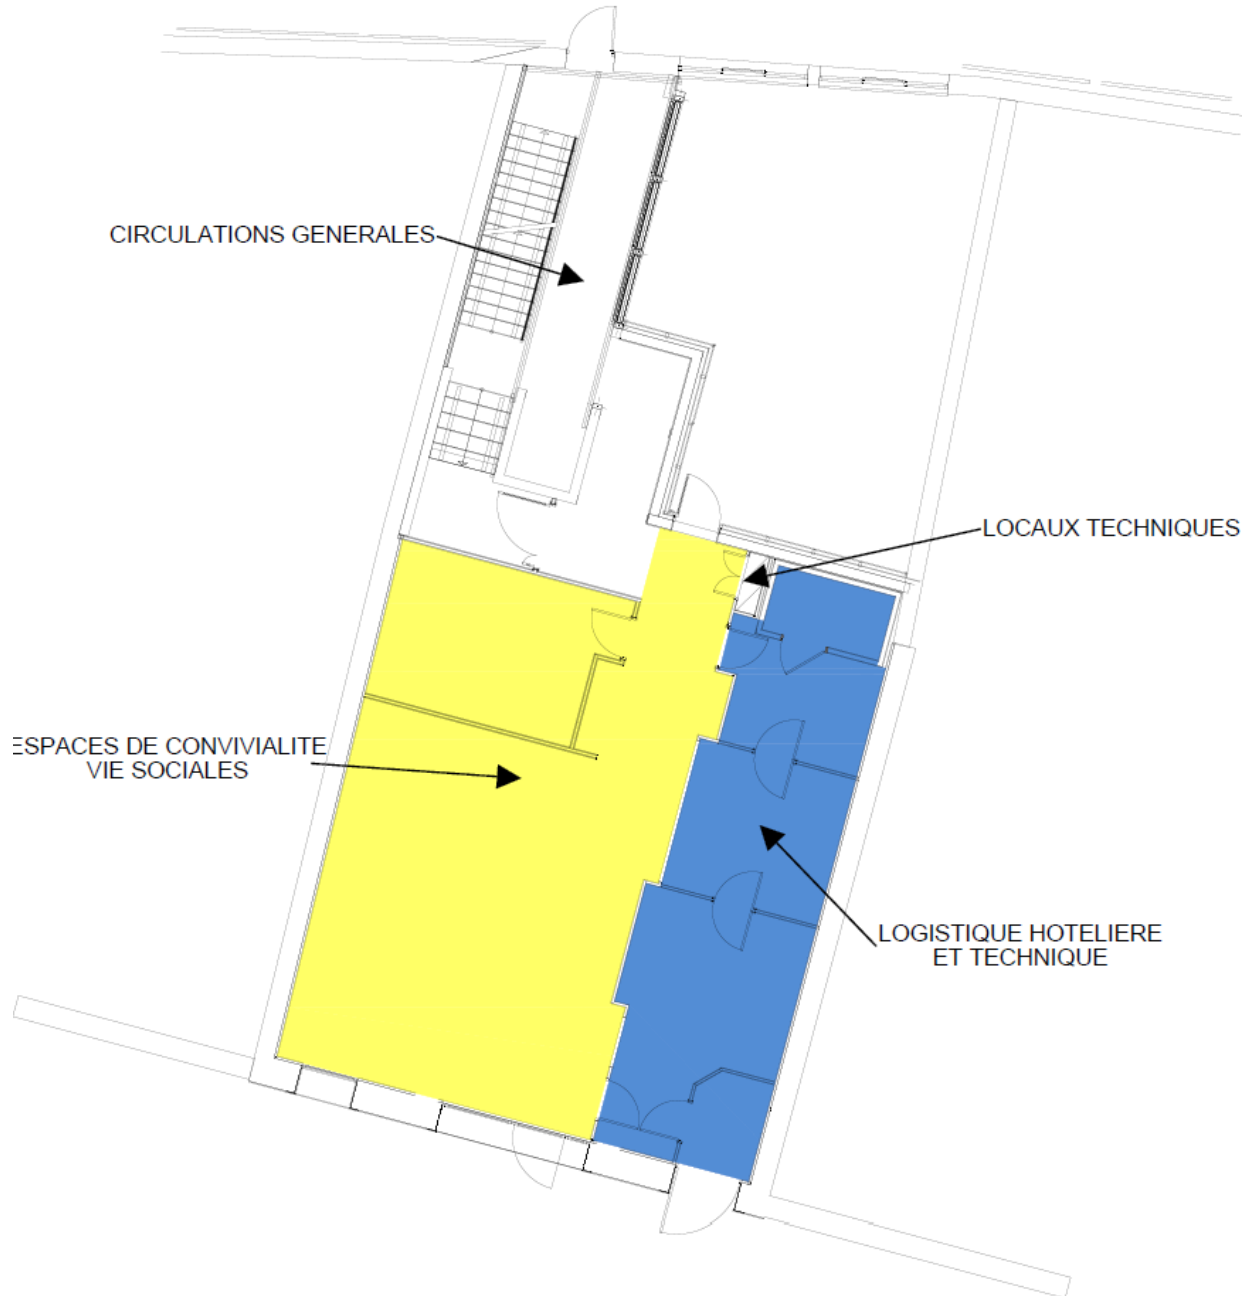 CIRCULATIONS GENERALES
LOCAUX TECHNIQUES
ESPACES DE CONVIVIALITE
VIE SOCIALES
LOGISTIQUE HOTELIERE
ET TECHNIQUE